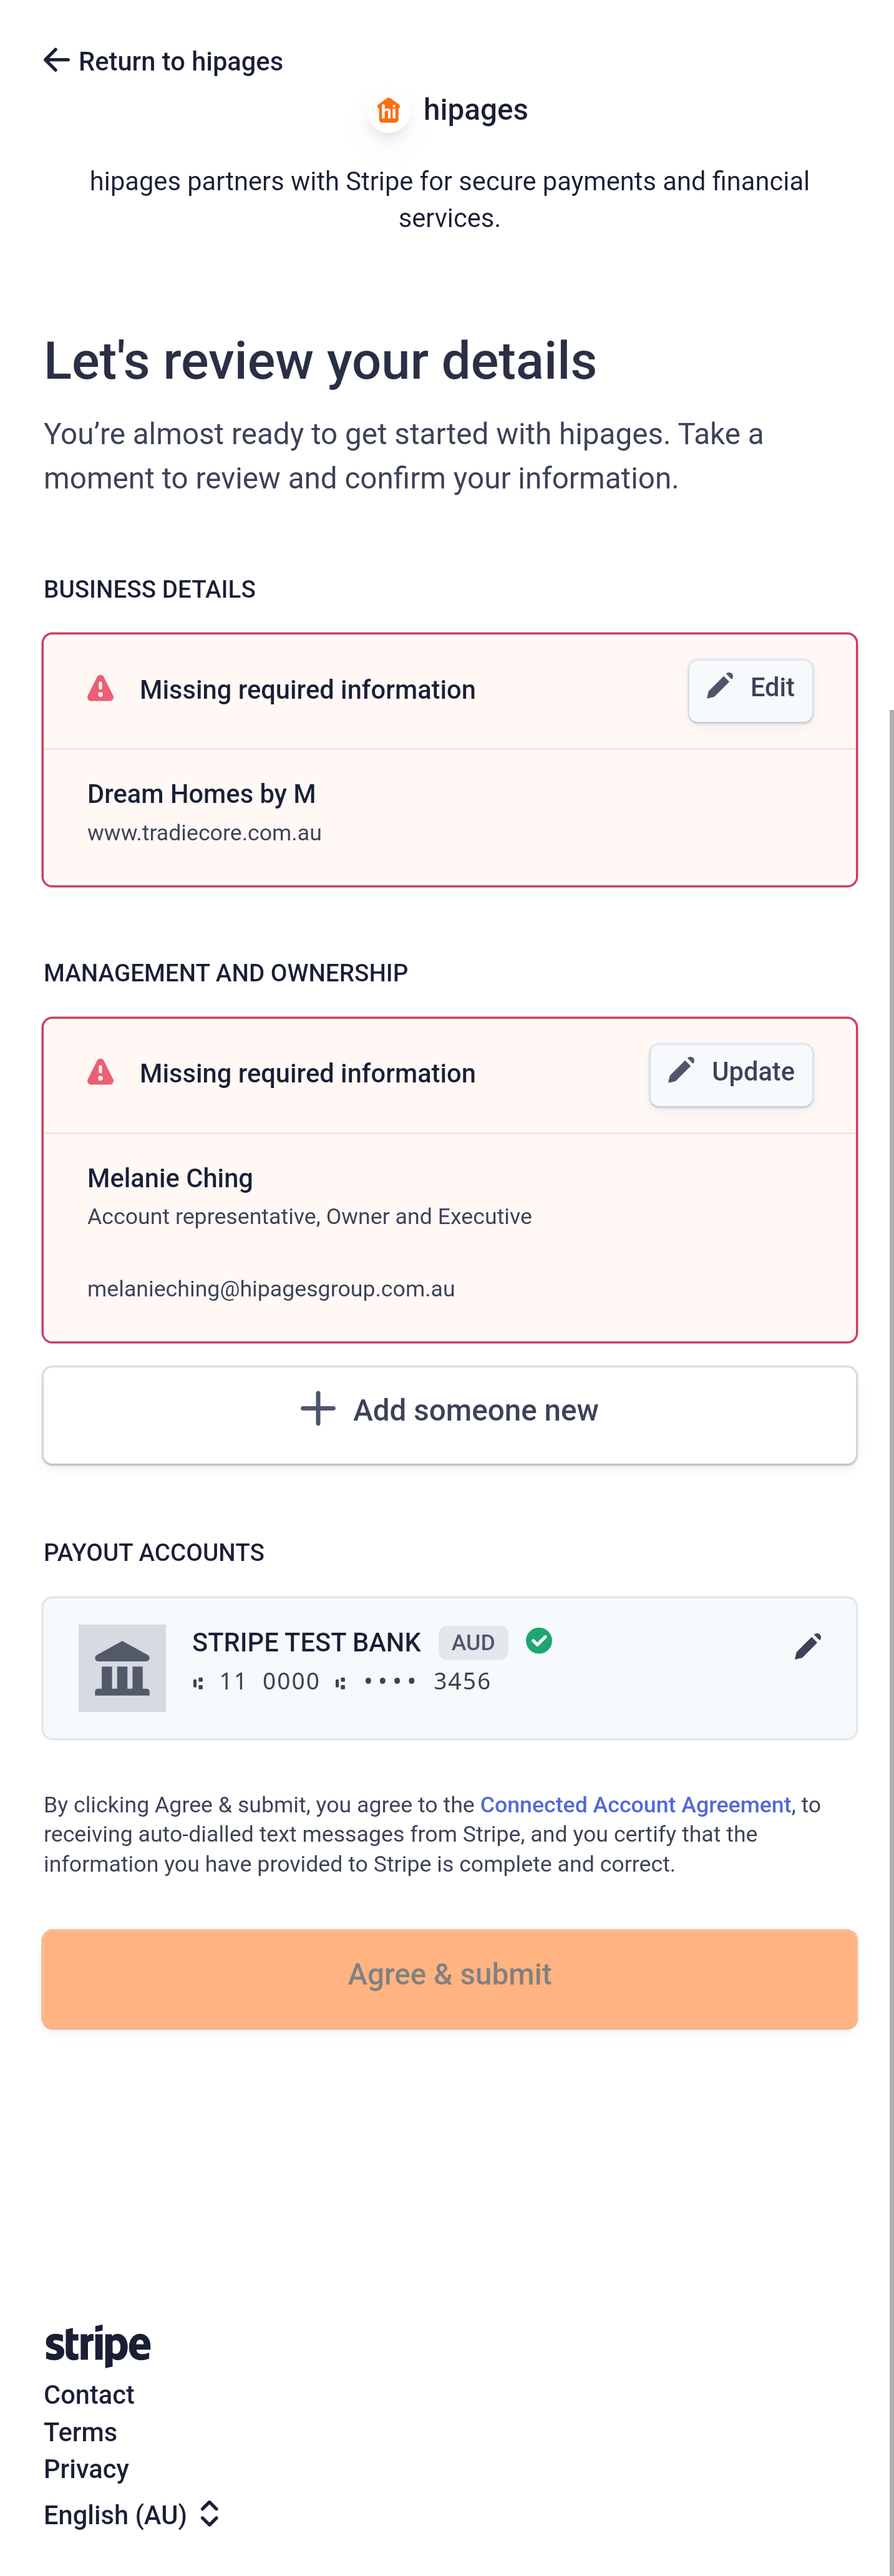 Return to hipages
hi hipages
hipages partners with Stripe for secure payments and financial
services.
Let's review your details
You’re almost ready to get started with hipages. Take a
moment to review and confirm your information.
BUSINESS DETAILS
Missing required information
Edit
Dream Homes by M
www.tradiecore.com.au
MANAGEMENT AND OWNERSHIP
Missing required information
Update
Melanie Ching
Account representative, Owner and Executive
melanieching@hipagesgroup.com.au
Add someone new
PAYOUT ACCOUNTS
STRIPE TEST BANK AUD
⑆ 11 0000 ⑆ •••• 3456
By clicking Agree & submit, you agree to the Connected Account Agreement, to
receiving auto-dialled text messages from Stripe, and you certify that the
information you have provided to Stripe is complete and correct.
Agree & submit
stripe
Contact
Terms
Privacy
English (AU)